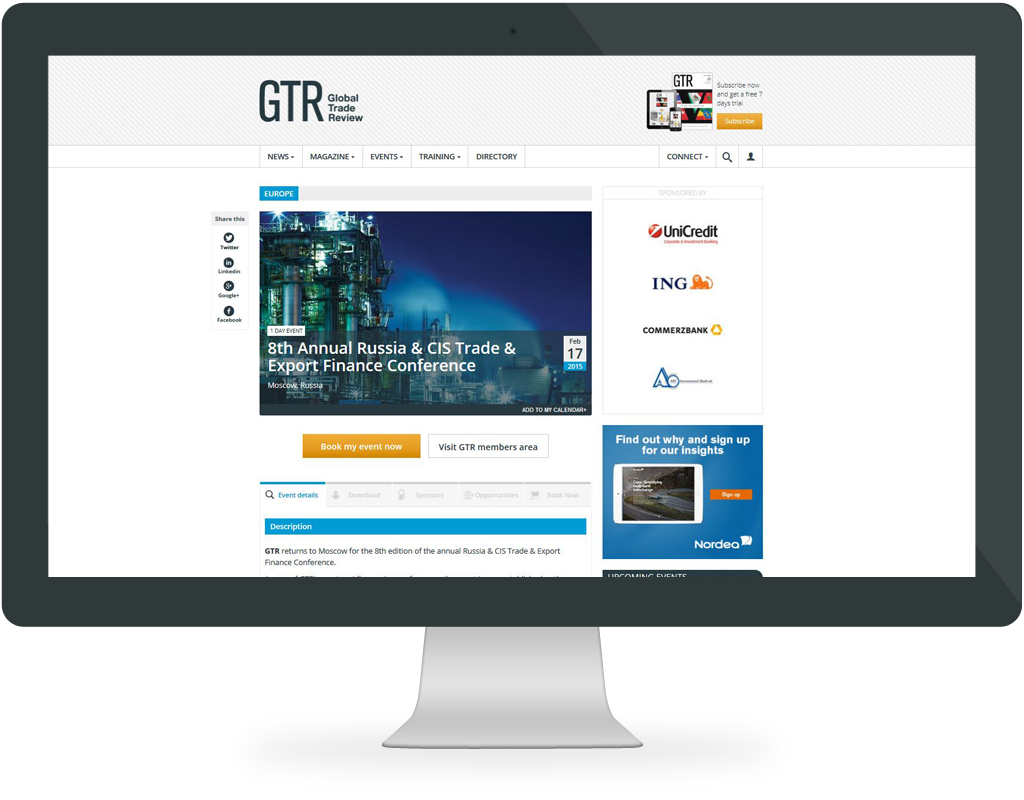 GTR Global
Trade
Review
GTR
Subscribe now
and get a free 7
days trial
Subscribe
NEWS MAGAZINE EVENTS TRAINING DIRECTORY CONNECT
EUROPE
SPONSORED BY
Share this
Twitter
Linkedin
Google+
Facebook
1 DAY EVENT
8th Annual Russia & CIS Trade &
Export Finance Conference
Moscow, Russia
Feb
17
2015
ADD TO MY CALENDAR+
UniCredit
Corporate & Investment Banking
ING
COMMERZBANK
Book my event now
Visit GTR members area
Find out why and sign up
for our insights
Sign up
Nordea
Event details Download Sponsors Opportunities Book Now
Description
GTR returns to Moscow for the 8th edition of the annual Russia & CIS Trade & Export
Finance Conference.
UPCOMING EVENTS